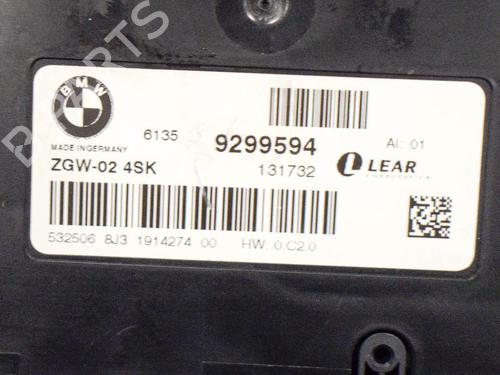 BMW
MADE IN GERMANY
6135 9299594 AI: 01
ZGW-02 4SK 131732 LEAR
CORPORATION
532506 8J3 1914274 00 HW: 0.C2.0